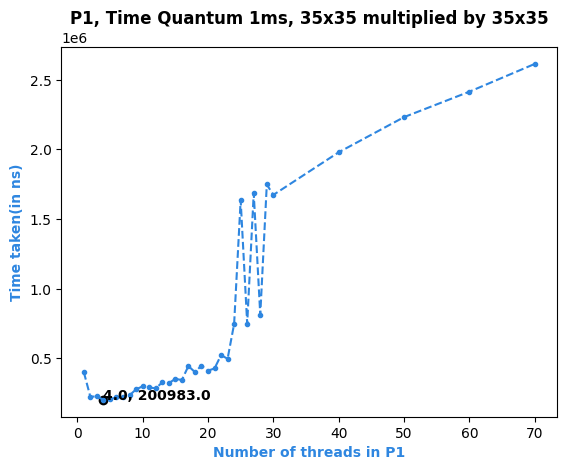 P1, Time Quantum 1ms, 35x35 multiplied by 35x35
1e6
2.5
2.0
1.5
1.0
0.5
Time taken(in ns)
4.0, 200983.0
0 10 20 30 40 50 60 70
Number of threads in P1